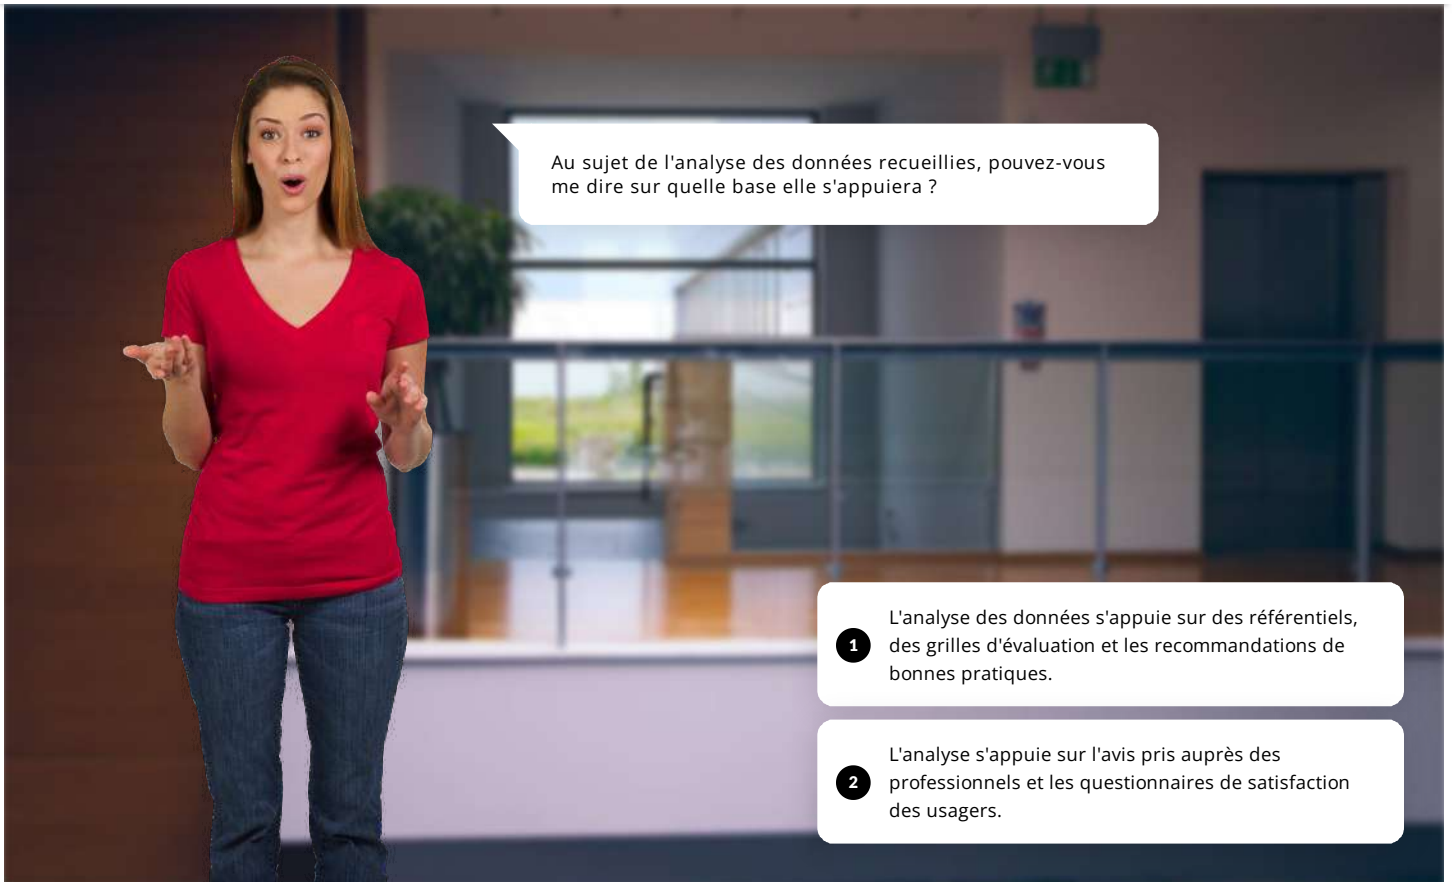 Au sujet de l'analyse des données recueillies, pouvez-vous
me dire sur quelle base elle s'appuiera ?
1
L'analyse des données s'appuie sur des référentiels,
des grilles d'évaluation et les recommandations de
bonnes pratiques.
2
L'analyse s'appuie sur l'avis pris auprès des
professionnels et les questionnaires de satisfaction
des usagers.